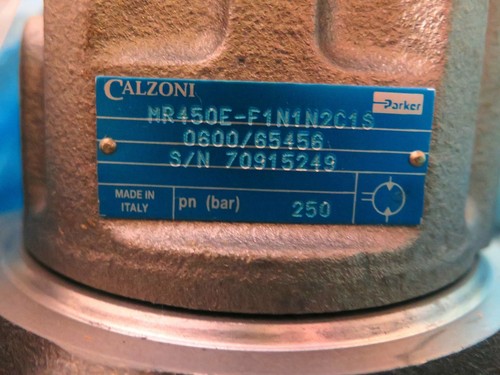 CALZONI
Parker
MR450E-F1N1N2C1S
0600/65456
S/N 70915249
MADE IN
ITALY
pn (bar)
250